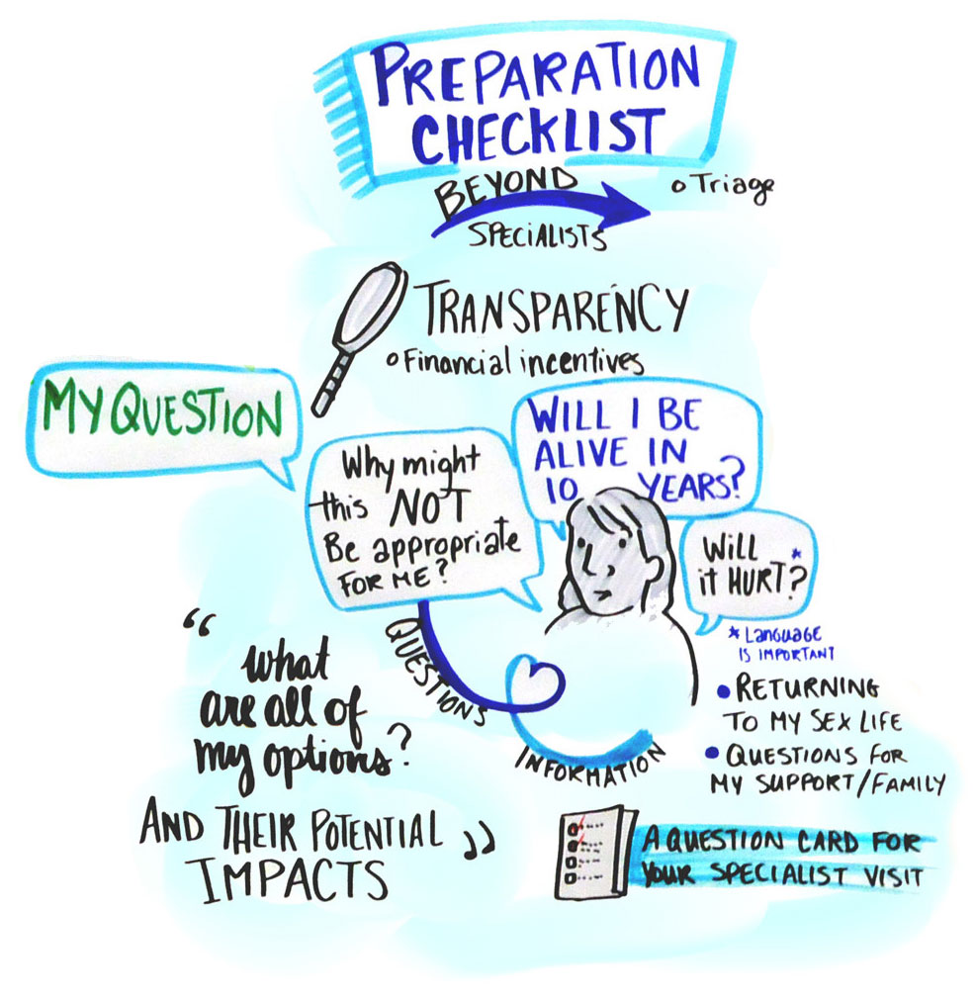 PREPARATION
CHECKLIST
BEYOND
SPECIALISTS
o Triage
TRANSPARENCY
o Financial incentives
MY QUESTION
Why might
this NOT
Be appropriate
FOR ME?
WILL I BE
ALIVE IN
10 YEARS?
Will
it HURT?*
* LANGUAGE
IS IMPORTANT
• RETURNING
TO MY SEX LIFE
• QUESTIONS FOR
MY SUPPORT/FAMILY
QUESTIONS
INFORMATION
“ What
are all of
my options?
AND THEIR POTENTIAL
IMPACTS ”
A QUESTION CARD FOR
YOUR SPECIALIST VISIT